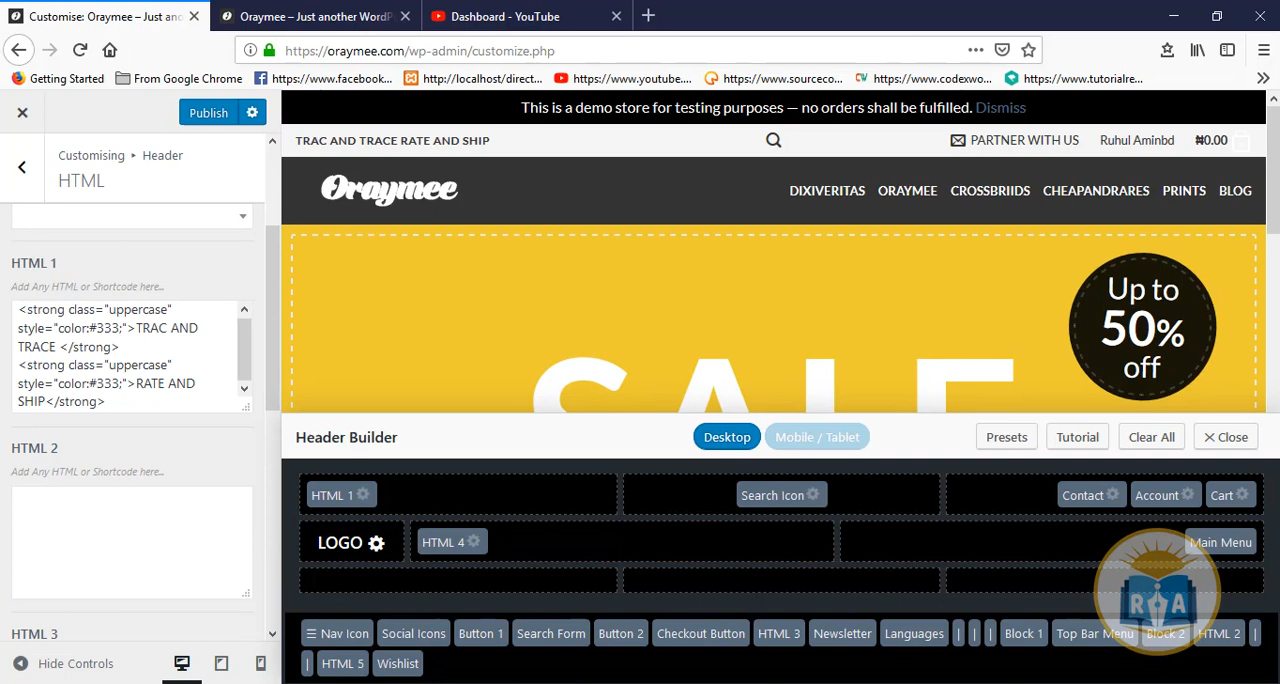 Customise: Oraymee – Just ano
Oraymee – Just another WordP
Dashboard - YouTube
https://oraymee.com/wp-admin/customize.php
Getting Started
From Google Chrome
https://www.facebook...
http://localhost/direct...
https://www.youtube....
https://www.sourceco...
https://www.codexwo...
https://www.tutorialre...
Publish
This is a demo store for testing purposes — no orders shall be fulfilled. Dismiss
TRAC AND TRACE RATE AND SHIP
PARTNER WITH US
Ruhul Aminbd
₦0.00
Customising ▸ Header
HTML
Oraymee
DIXIVERITAS
ORAYMEE
CROSSBRIIDS
CHEAPANDRARES
PRINTS
BLOG
HTML 1
Add Any HTML or Shortcode here...
<strong class="uppercase"
style="color:#333;">TRAC AND
TRACE </strong>
<strong class="uppercase"
style="color:#333;">RATE AND
SHIP</strong>
Up to
50%
off
SALE
HTML 2
Add Any HTML or Shortcode here...
HTML 3
Hide Controls
Header Builder
Desktop
Mobile / Tablet
Presets
Tutorial
Clear All
Close
HTML 1
Search Icon
Contact
Account
Cart
LOGO
HTML 4
Main Menu
RA
Nav Icon
Social Icons
Button 1
Search Form
Button 2
Checkout Button
HTML 3
Newsletter
Languages
|
|
|
Block 1
Top Bar Menu
Block 2
HTML 2
|
|
HTML 5
Wishlist